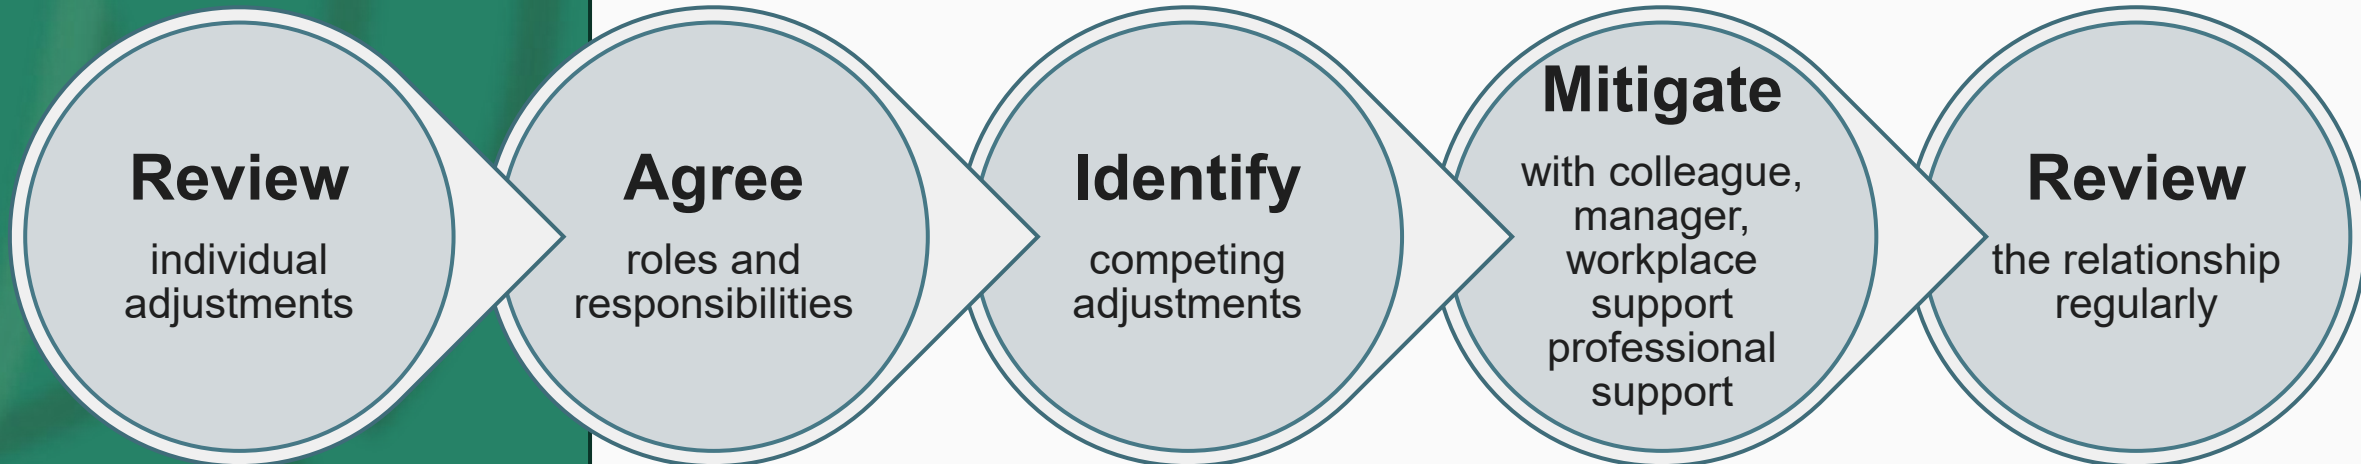 Review
individual
adjustments
Agree
roles and
responsibilities
Identify
competing
adjustments
Mitigate
with colleague,
manager,
workplace
support
professional
support
Review
the relationship
regularly